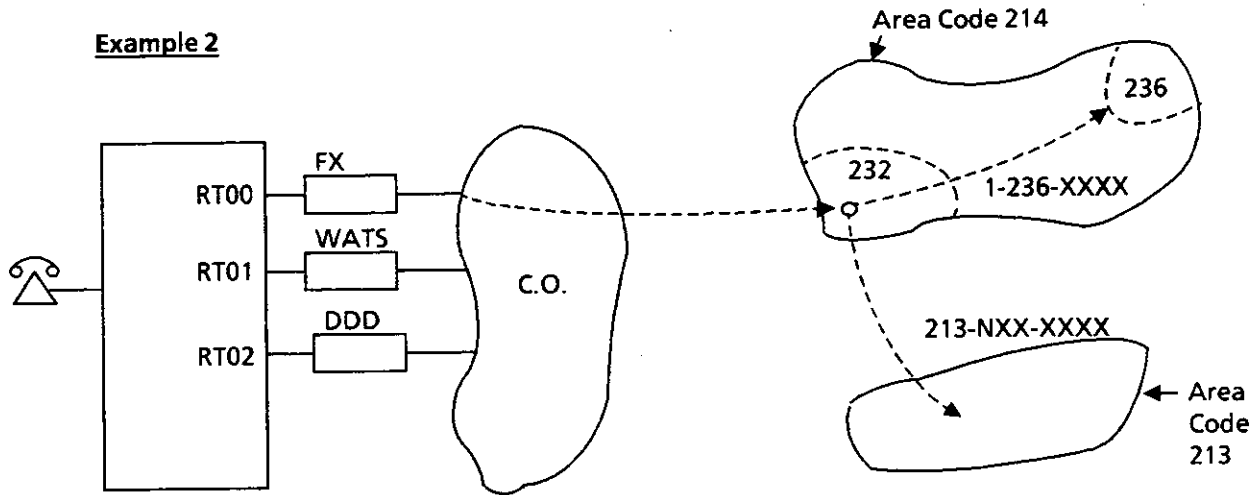 Example 2
Area Code 214
236
232
1-236-XXXX
FX
RT00
WATS
RT01
C.O.
DDD
RT02
213-NXX-XXXX
Area
Code
213